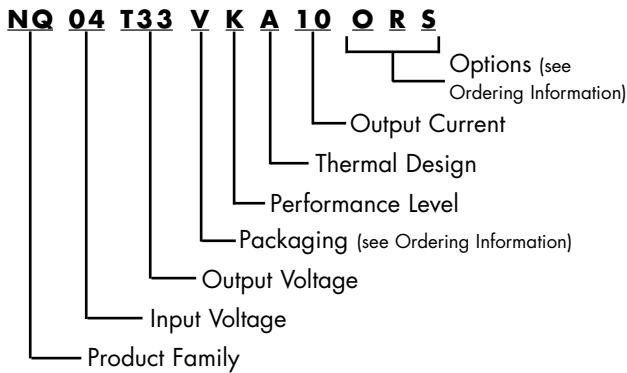 NQ 04 T33 V K A 10 O R S
Options (see
Ordering Information)
Output Current
Thermal Design
Performance Level
Packaging (see Ordering Information)
Output Voltage
Input Voltage
Product Family